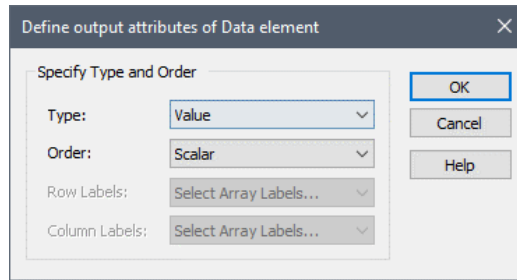 Define output attributes of Data element
Specify Type and Order
Type: Value
Order: Scalar
Row Labels: Select Array Labels...
Column Labels: Select Array Labels...
OK
Cancel
Help